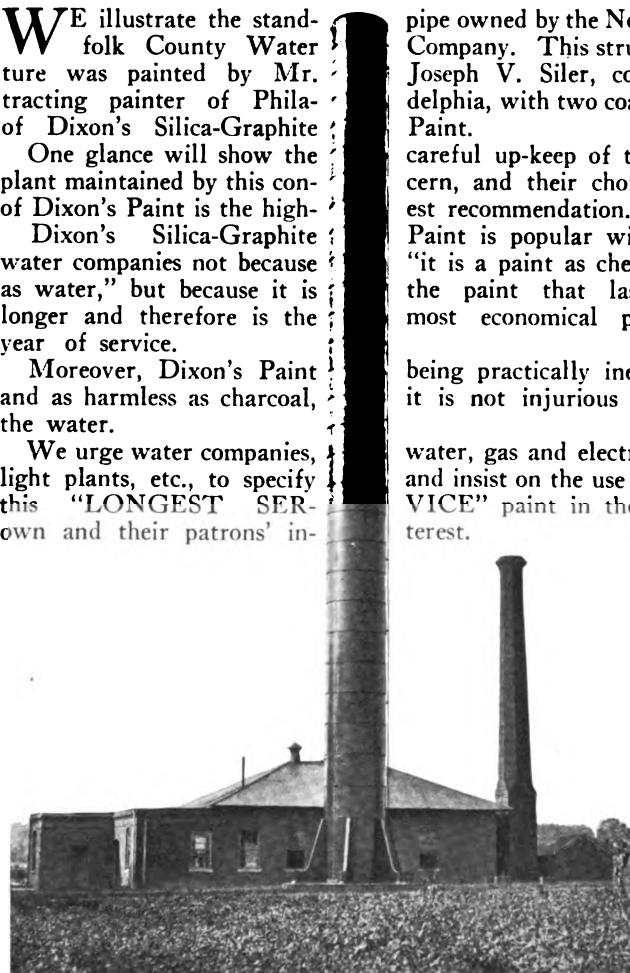 WE illustrate the stand- pipe owned by the No
folk County Water Company. This stru
ture was painted by Mr. Joseph V. Siler, co
tracting painter of Phila- delphia, with two coa
of Dixon's Silica-Graphite Paint.
One glance will show the careful up-keep of t
plant maintained by this con- cern, and their cho
of Dixon's Paint is the high- est recommendation.
Dixon's Silica-Graphite Paint is popular wi
water companies not because "it is a paint as che
as water," but because it is the paint that las
longer and therefore is the most economical p
year of service.
Moreover, Dixon's Paint being practically ine
and as harmless as charcoal, it is not injurious
the water.
We urge water companies, water, gas and electr
light plants, etc., to specify and insist on the use
this "LONGEST SER- VICE" paint in the
own and their patrons' in- terest.